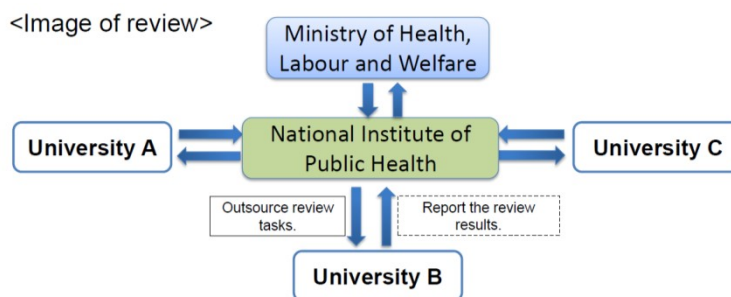 <Image of review>
Ministry of Health,
Labour and Welfare
University A
National Institute of
Public Health
University C
Outsource review
tasks.
Report the review
results.
University B